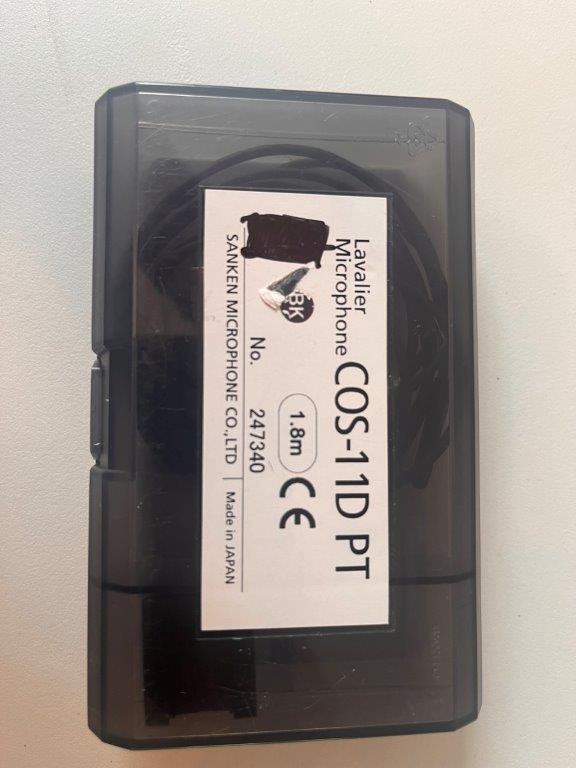 Lavalier
Microphone COS-11D PT
BK
1.8m CE
No. 247340
SANKEN MICROPHONE CO.,LTD
Made in JAPAN